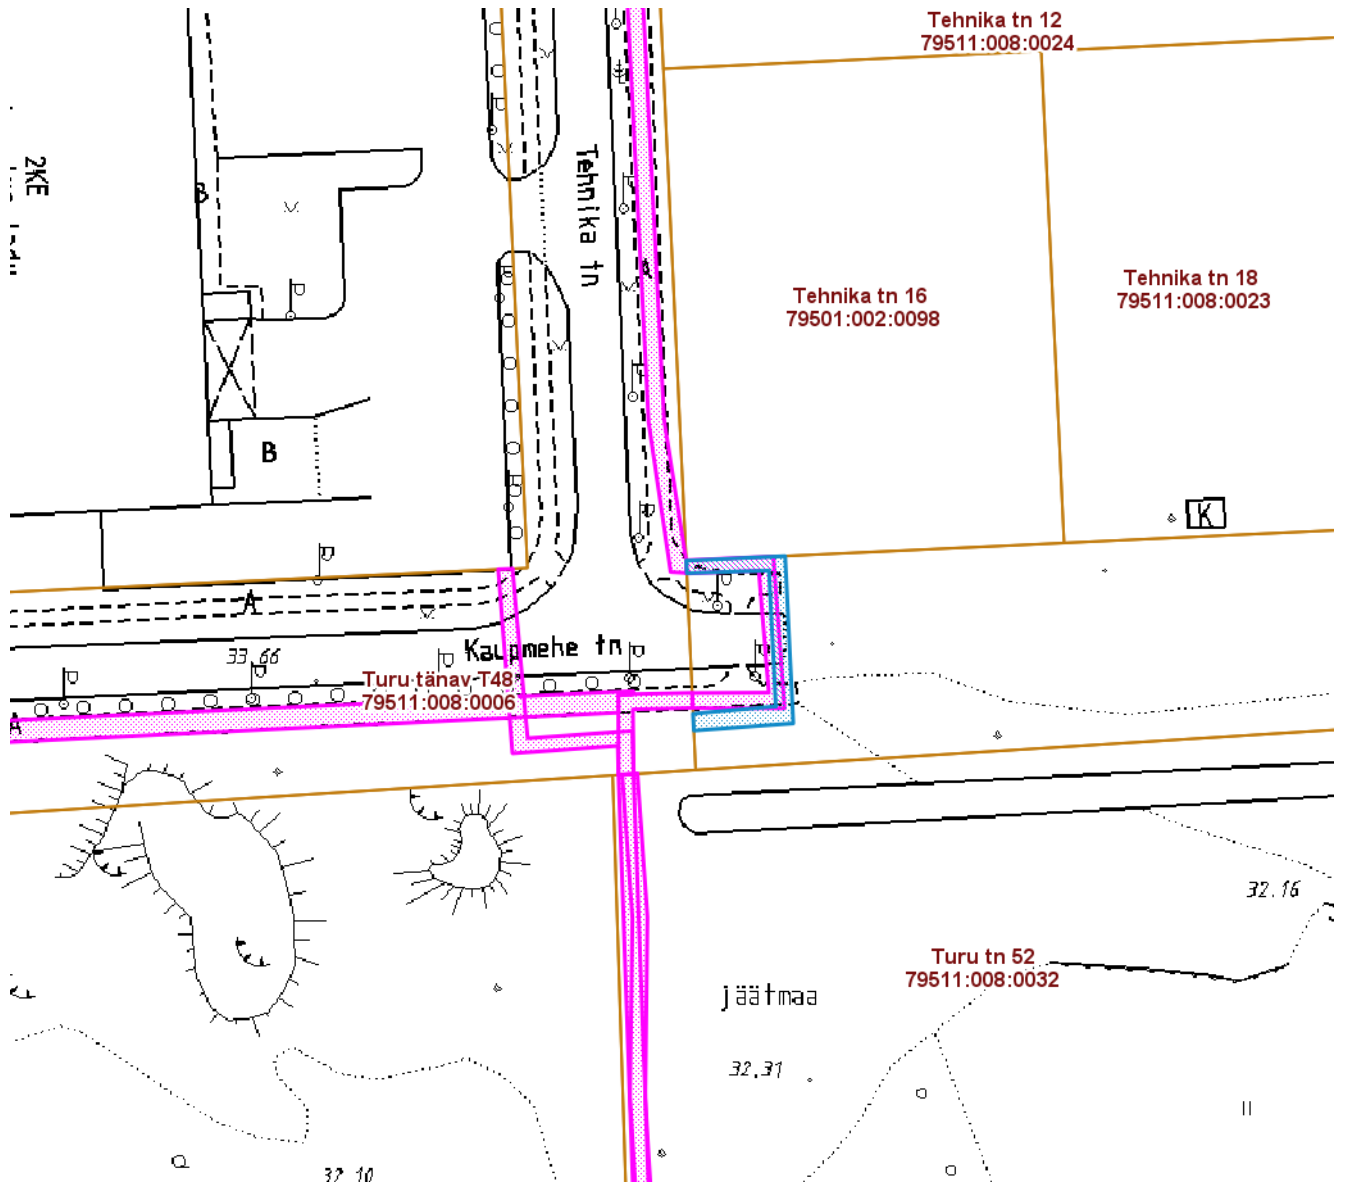 Tehnika tn 12
79511:008:0024
2KE
B
Tehnika tn
A
Tehnika tn 16
79501:002:0098
Tehnika tn 18
79511:008:0023
B
K
A
Kaupmehe tn
33.66
Turu tänav T48
79511:008:0006
A
32.16
Turu tn 52
79511:008:0032
jäätmaa
32.31
32.10